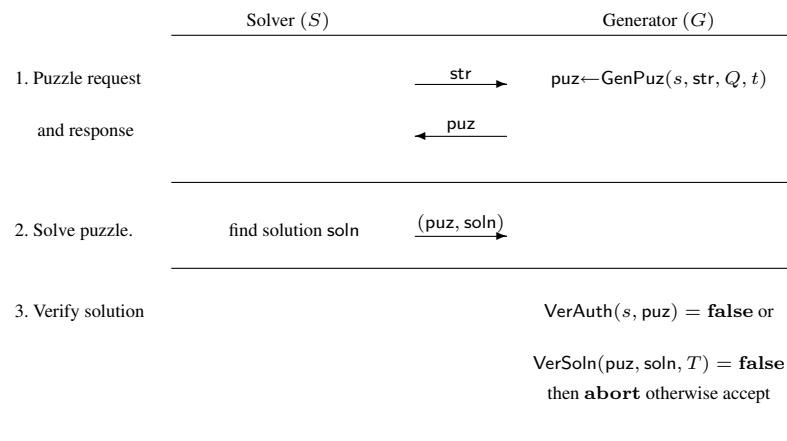 Solver (S) Generator (G)
1. Puzzle request str puz←GenPuz(s, str, Q, t)
and response puz
2. Solve puzzle. find solution soln (puz, soln)
3. Verify solution VerAuth(s, puz) = false or
VerSoln(puz, soln, T) = false
then abort otherwise accept